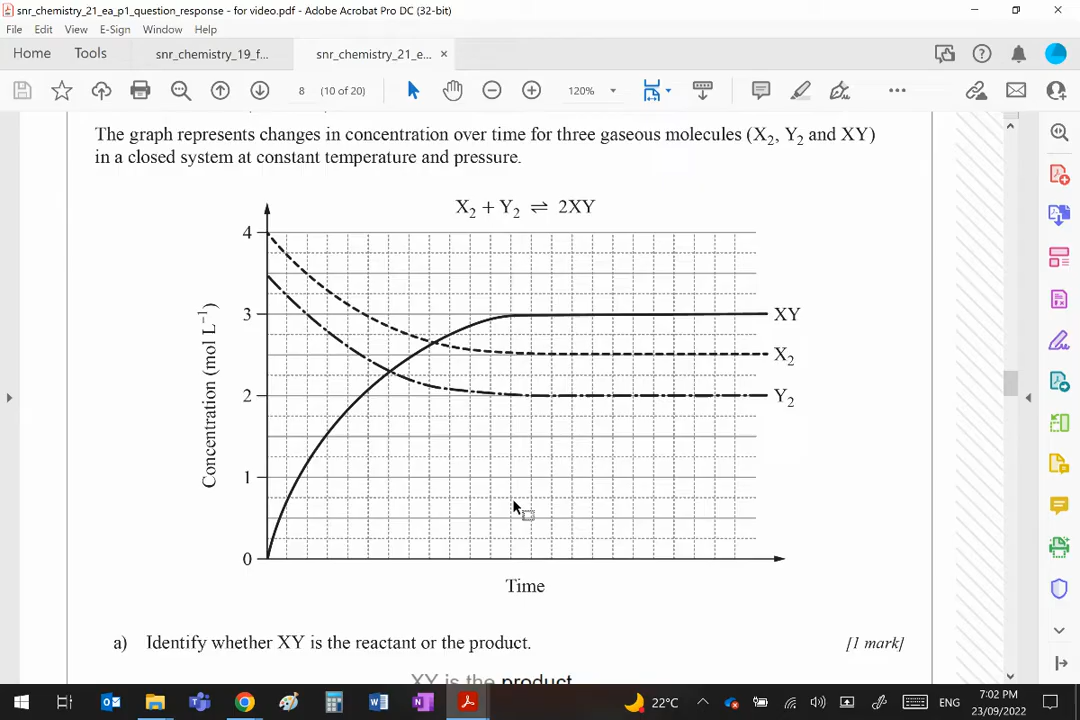 snr_chemistry_21_ea_p1_question_response - for video.pdf - Adobe Acrobat Pro DC (32-bit)
File Edit View E-Sign Window Help
Home Tools snr_chemistry_19_f... snr_chemistry_21_e... ×
8 (10 of 20) 120%
The graph represents changes in concentration over time for three gaseous molecules (X₂, Y₂ and XY)
in a closed system at constant temperature and pressure.
X₂ + Y₂ ⇌ 2XY
4
3
2
1
0
Concentration (mol L⁻¹)
XY
X₂
Y₂
Time
a) Identify whether XY is the reactant or the product. [1 mark]
XY is the product
22°C ENG 7:02 PM
23/09/2022